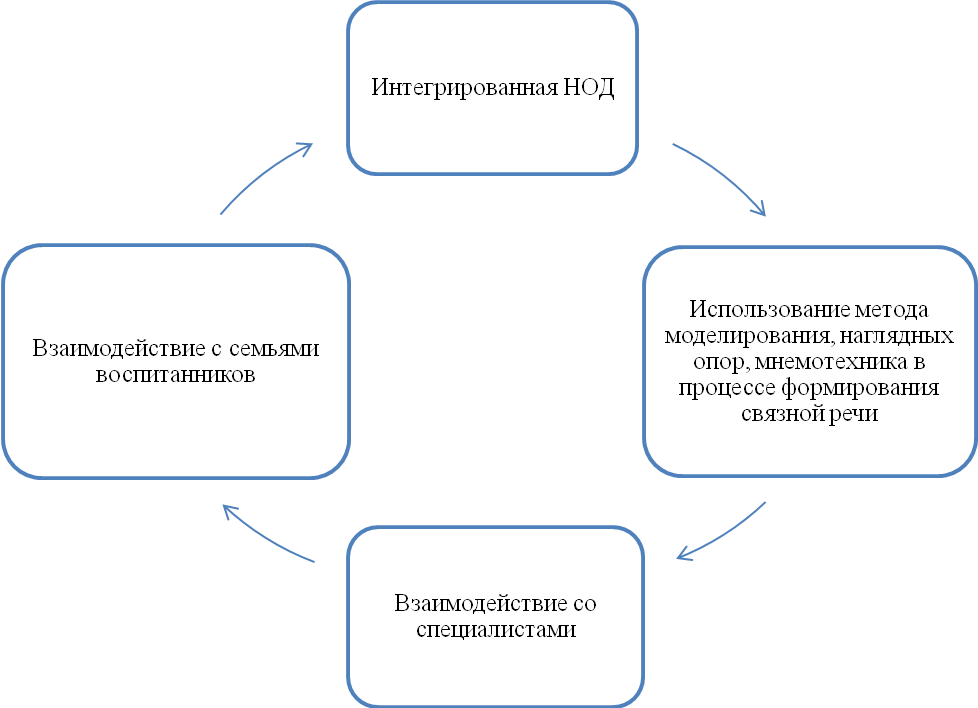 Интегрированная НОД
Использование метода
моделирования, наглядных
опор, мнемотехника в
процессе формирования
связной речи
Взаимодействие со
специалистами
Взаимодействие с семьями
воспитанников